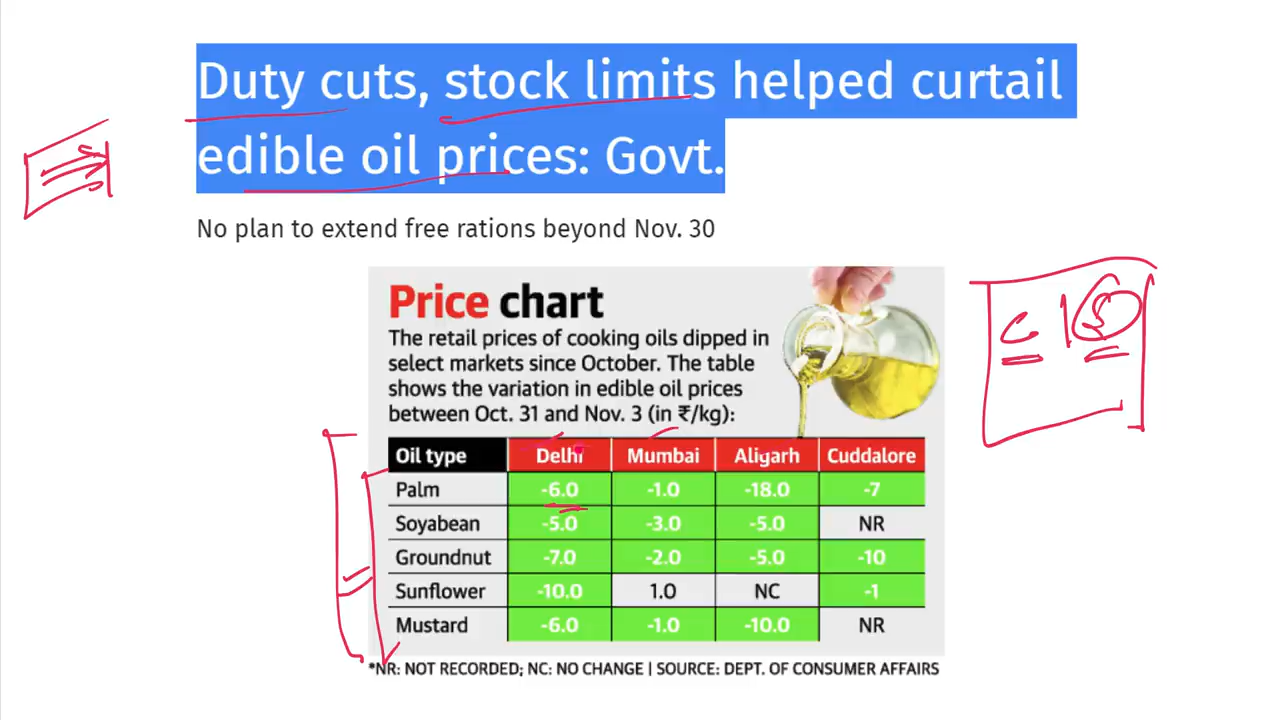 Duty cuts, stock limits helped curtail
edible oil prices: Govt.
No plan to extend free rations beyond Nov. 30
Price chart
The retail prices of cooking oils dipped in
select markets since October. The table
shows the variation in edible oil prices
between Oct. 31 and Nov. 3 (in ₹/kg):
Oil type Delhi Mumbai Aligarh Cuddalore
Palm -6.0 -1.0 -18.0 -7
Soyabean -5.0 -3.0 -5.0 NR
Groundnut -7.0 -2.0 -5.0 -10
Sunflower -10.0 1.0 NC -1
Mustard -6.0 -1.0 -10.0 NR
*NR: NOT RECORDED; NC: NO CHANGE | SOURCE: DEPT. OF CONSUMER AFFAIRS